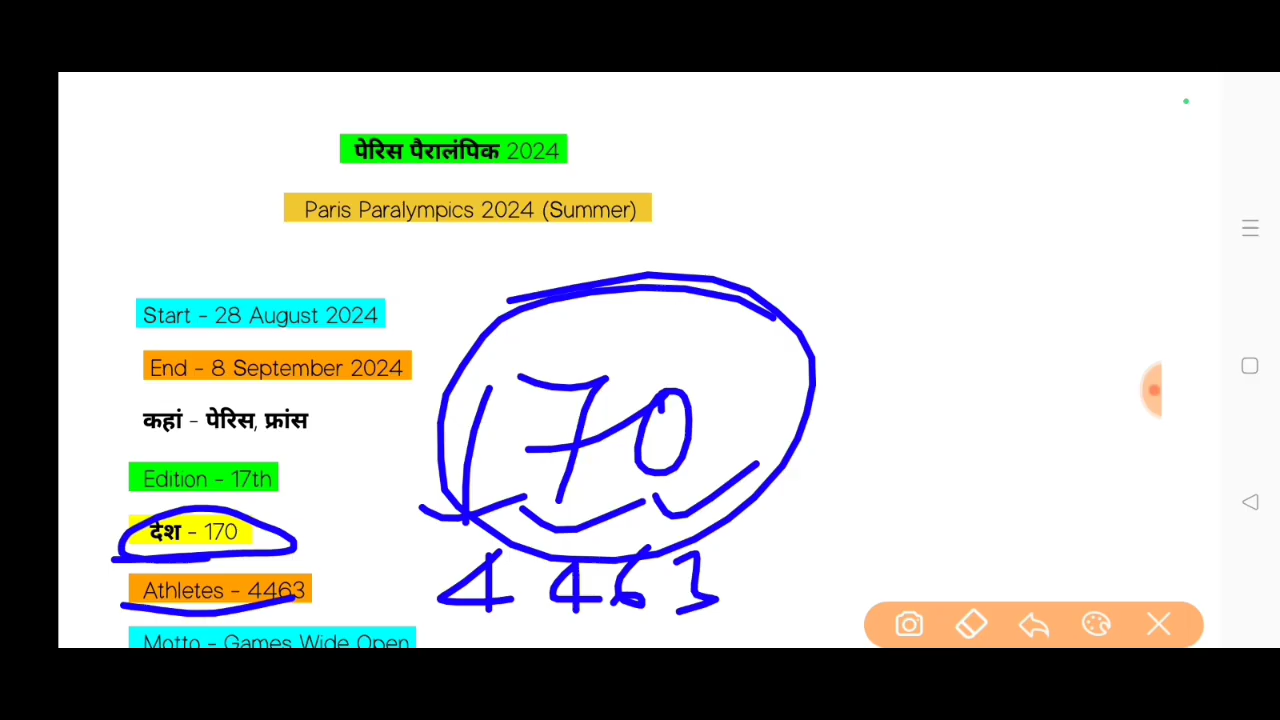 पेरिस पैरालंपिक 2024
Paris Paralympics 2024 (Summer)
Start - 28 August 2024
End - 8 September 2024
कहां - पेरिस, फ्रांस
170
Edition - 17th
देश - 170
Athletes - 4463
4463
Motto - Games Wide Open